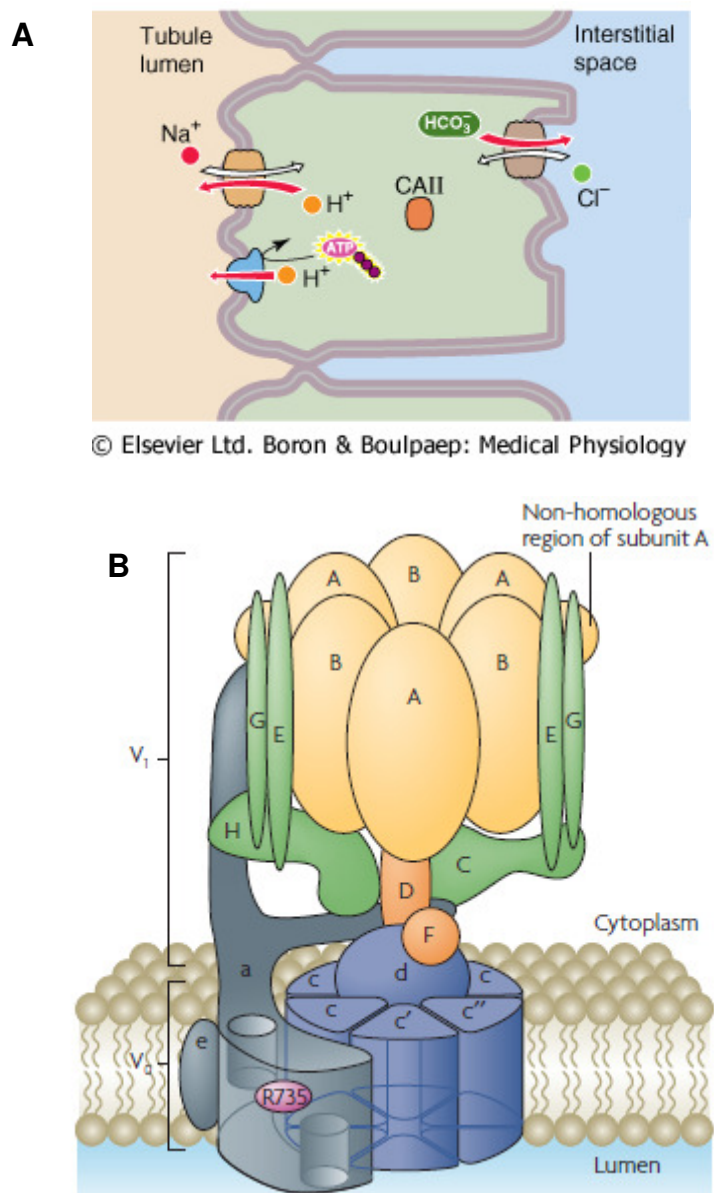 A
Tubule
lumen
Interstitial
space
Na⁺
HCO₃⁻
H⁺
CAII
Cl⁻
ATP
H⁺
© Elsevier Ltd. Boron & Boulpaep: Medical Physiology
B
Non-homologous
region of subunit A
A B A
B A B
G E E G
V₁
H C
D
Cytoplasm
F
a d
c c
c c' c"
e
V₀
R735
Lumen